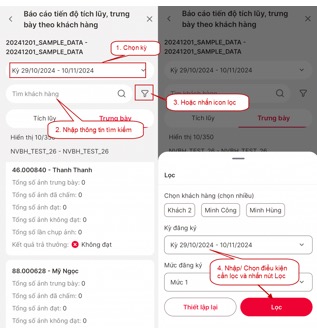 Báo cáo tiến độ tích lũy, trưng
bày theo khách hàng
20241201_SAMPLE_DATA -
20241201_SAMPLE_DATA
1. Chọn kỳ
Kỳ 29/10/2024 - 10/11/2024
Tìm khách hàng
3. Hoặc nhấn icon lọc
Tích lũy
Trưng bày
2. Nhập thông tin tìm kiếm
Hiển thị 10/350
NVBH_TEST_26 - NVBH_TEST_26
46.000840 - Thanh Thanh
Tổng số ảnh trưng bày: 0
Tổng số ảnh đã chấm: 0
Tổng số ảnh đạt: 0
Tổng số ảnh không đạt: 0
Tổng số lần chụp ảnh: 0
Kết quả trả thưởng: Không đạt
88.000628 - Mỹ Ngọc
Tổng số ảnh trưng bày: 0
Tổng số ảnh đã chấm: 0
Tổng số ảnh đạt: 0
Tổng số ảnh không đạt: 0
Báo cáo tiến độ tích lũy, trưng
bày theo khách hàng
20241201_SAMPLE_DATA -
20241201_SAMPLE_DATA
Kỳ 29/10/2024 - 10/11/2024
Tìm khách hàng
Tích lũy
Trưng bày
Hiển thị 10/350
NVBH_TEST_26 - NVBH_TEST_26
Lọc
Chọn khách hàng (chọn nhiều)
Khách 2
Minh Công
Minh Hùng
Kỳ đăng ký
Kỳ 29/10/2024 - 10/11/2024
Mức đăng ký
Mức 1
4. Nhập/ Chọn điều kiện
cần lọc và nhấn nút Lọc
Thiết lập lại
Lọc